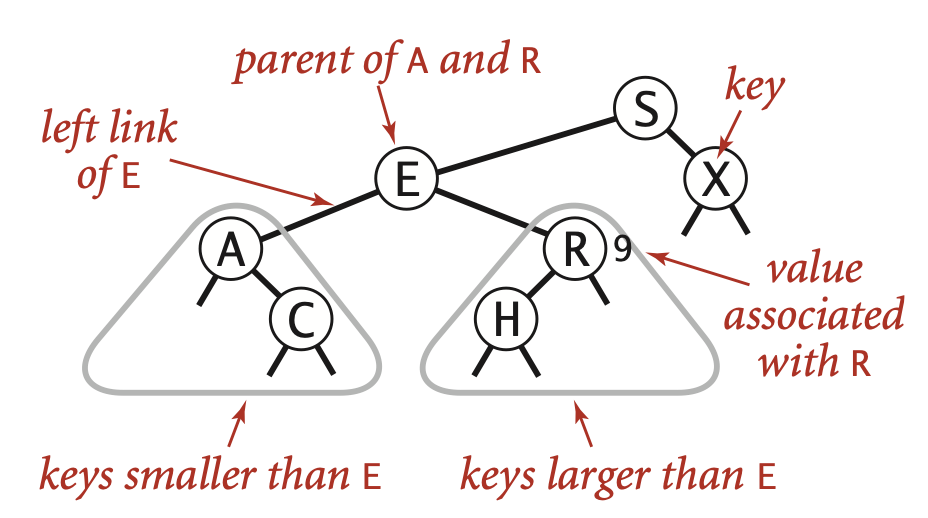 parent of A and R
key
left link
of E
S
E
X
A
R 9
C
H
value
associated
with R
keys smaller than E
keys larger than E